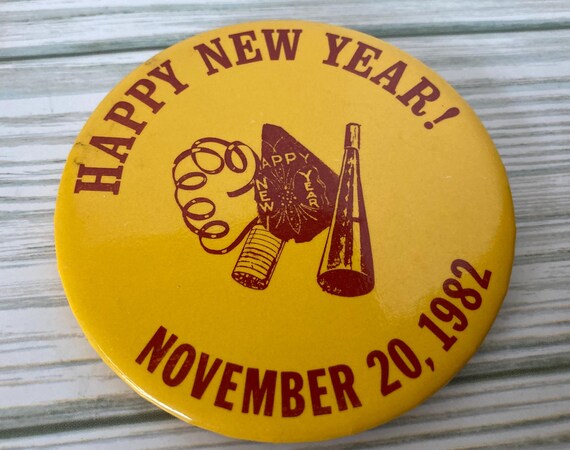 HAPPY NEW YEAR!
HAPPY
NEW
YEAR
NOVEMBER 20, 1982